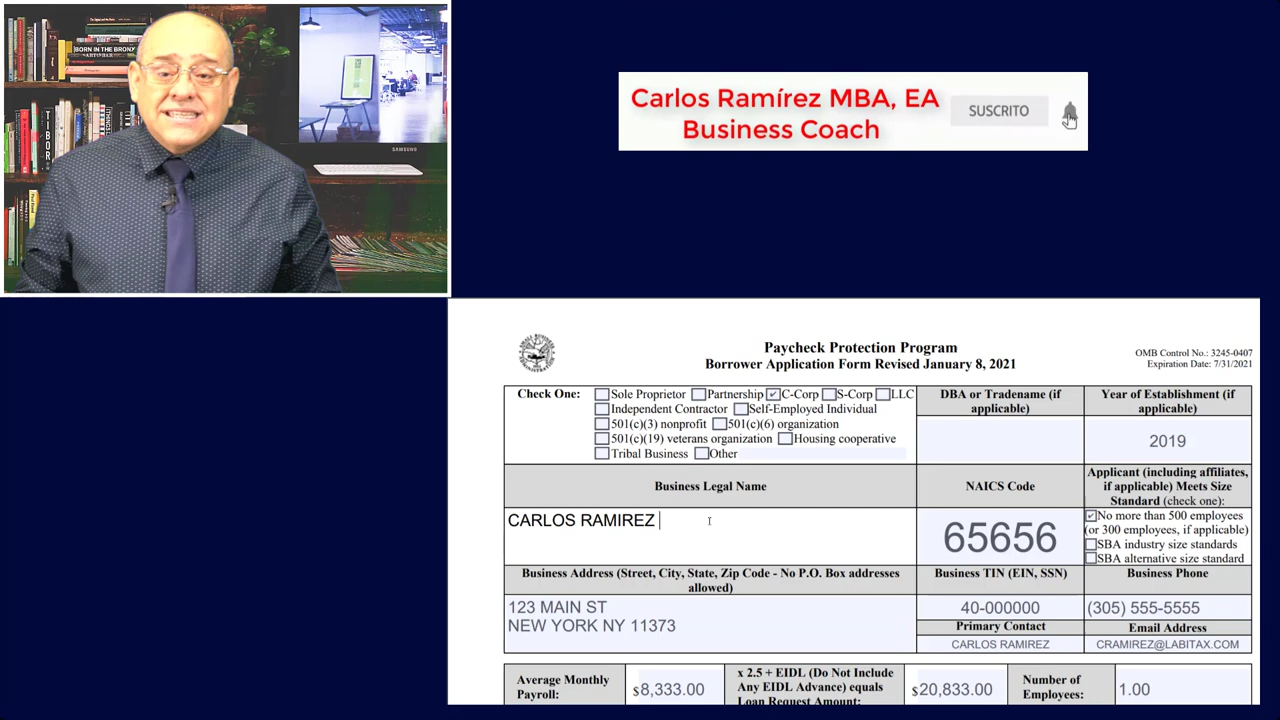 BORN IN THE BRONX
SAMSUNG
Carlos Ramírez MBA, EA
Business Coach
SUSCRITO
Paycheck Protection Program
Borrower Application Form Revised January 8, 2021
OMB Control No.: 3245-0407
Expiration Date: 7/31/2021
Check One:
Sole Proprietor Partnership C-Corp S-Corp LLC
Independent Contractor Self-Employed Individual
501(c)(3) nonprofit 501(c)(6) organization
501(c)(19) veterans organization Housing cooperative
Tribal Business Other
DBA or Tradename (if
applicable)
Year of Establishment (if
applicable)
2019
Business Legal Name
NAICS Code
Applicant (including affiliates,
if applicable) Meets Size
Standard (check one):
CARLOS RAMIREZ
65656
No more than 500 employees
(or 300 employees, if applicable)
SBA industry size standards
SBA alternative size standard
Business Address (Street, City, State, Zip Code - No P.O. Box addresses
allowed)
Business TIN (EIN, SSN)
Business Phone
123 MAIN ST
NEW YORK NY 11373
40-000000
(305) 555-5555
Primary Contact
Email Address
CARLOS RAMIREZ
CRAMIREZ@LABITAX.COM
Average Monthly
Payroll:
$8,333.00
x 2.5 + EIDL (Do Not Include
Any EIDL Advance) equals
Loan Request Amount:
$20,833.00
Number of
Employees:
1.00